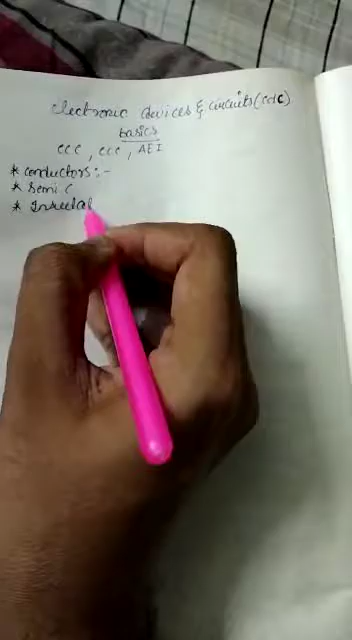 Electronic devices & circuits (EDC)
basics
ECE, EEE, AEI
* conductors :-
* Semi. C
* Insulat